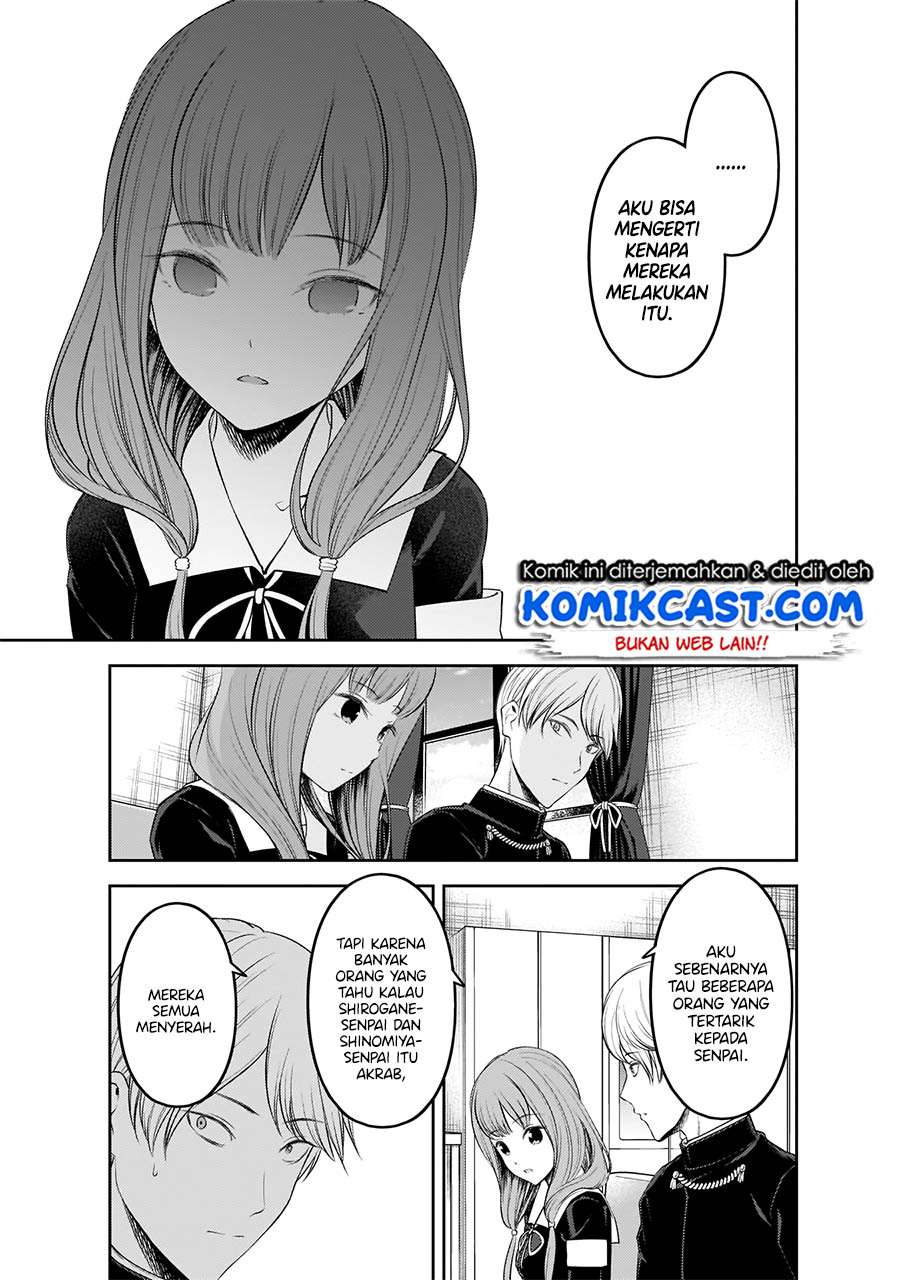 ......
AKU BISA
MENGERTI
KENAPA
MEREKA
MELAKUKAN
ITU.
Komik ini diterjemahkan & diedit oleh
KOMIKCAST.COM
BUKAN WEB LAIN!!
AKU
SEBENARNYA
TAU BEBERAPA
ORANG YANG
TERTARIK
KEPADA
SENPAI.
TAPI KARENA
BANYAK
ORANG YANG
TAHU KALAU
SHIROGANE-
SENPAI DAN
SHINOMIYA-
SENPAI ITU
AKRAB,
MEREKA
SEMUA
MENYERAH.